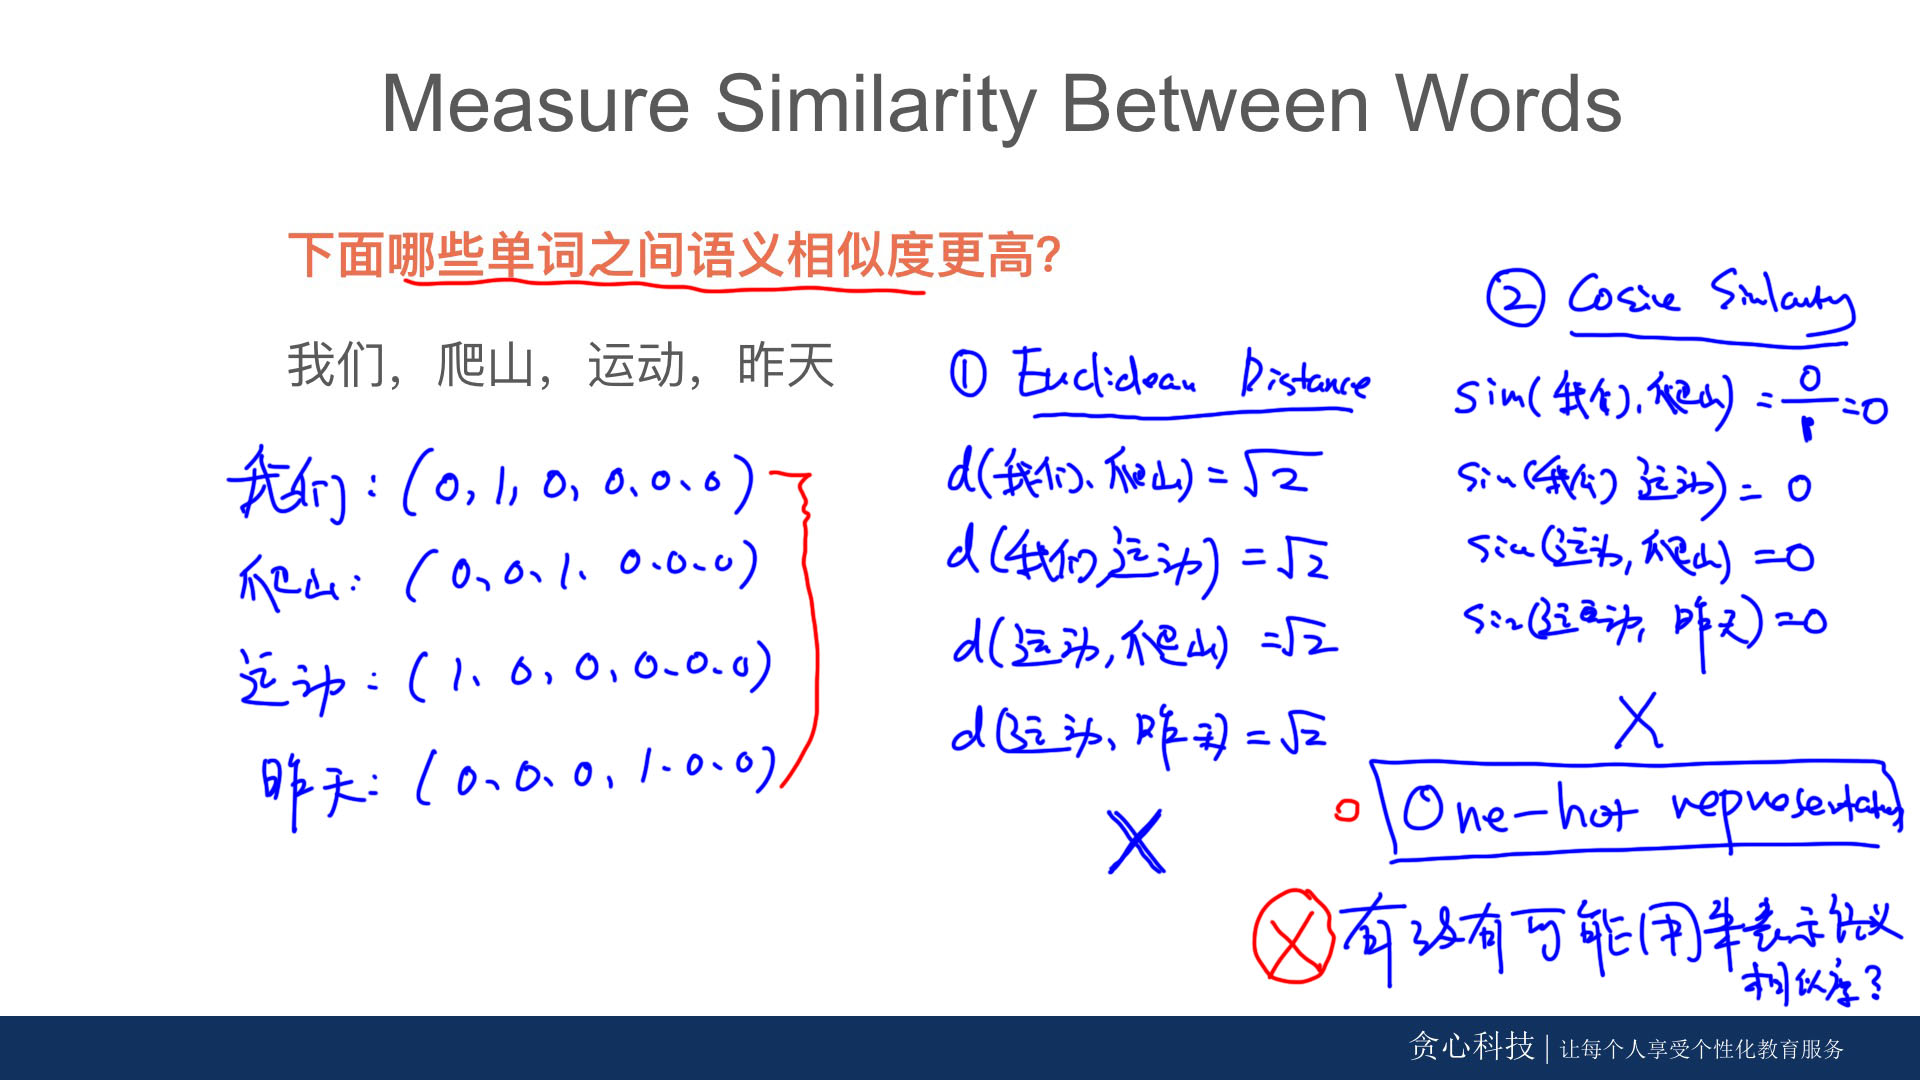 Measure Similarity Between Words
下面哪些单词之间语义相似度更高?
我们，爬山，运动，昨天
我们：(0, 1, 0, 0、0、0)
爬山：(0、0、1、0、0、0)
运动：(1、0、0、0、0、0)
昨天：(0、0、0、1、0、0)
① Euclidean Distance
d(我们、爬山) = √2
d(我们,运动) = √2
d(运动,爬山) = √2
d(运动、昨天) = √2
X
② Cosine Similarity
sim(我们、爬山) = 0/1 = 0
sim(我们 运动) = 0
sim(运动,爬山) = 0
sim(运动,昨天) = 0
X
One-hot representation
X 有没有可能用来表示语义
相似度?
贪心科技 | 让每个人享受个性化教育服务